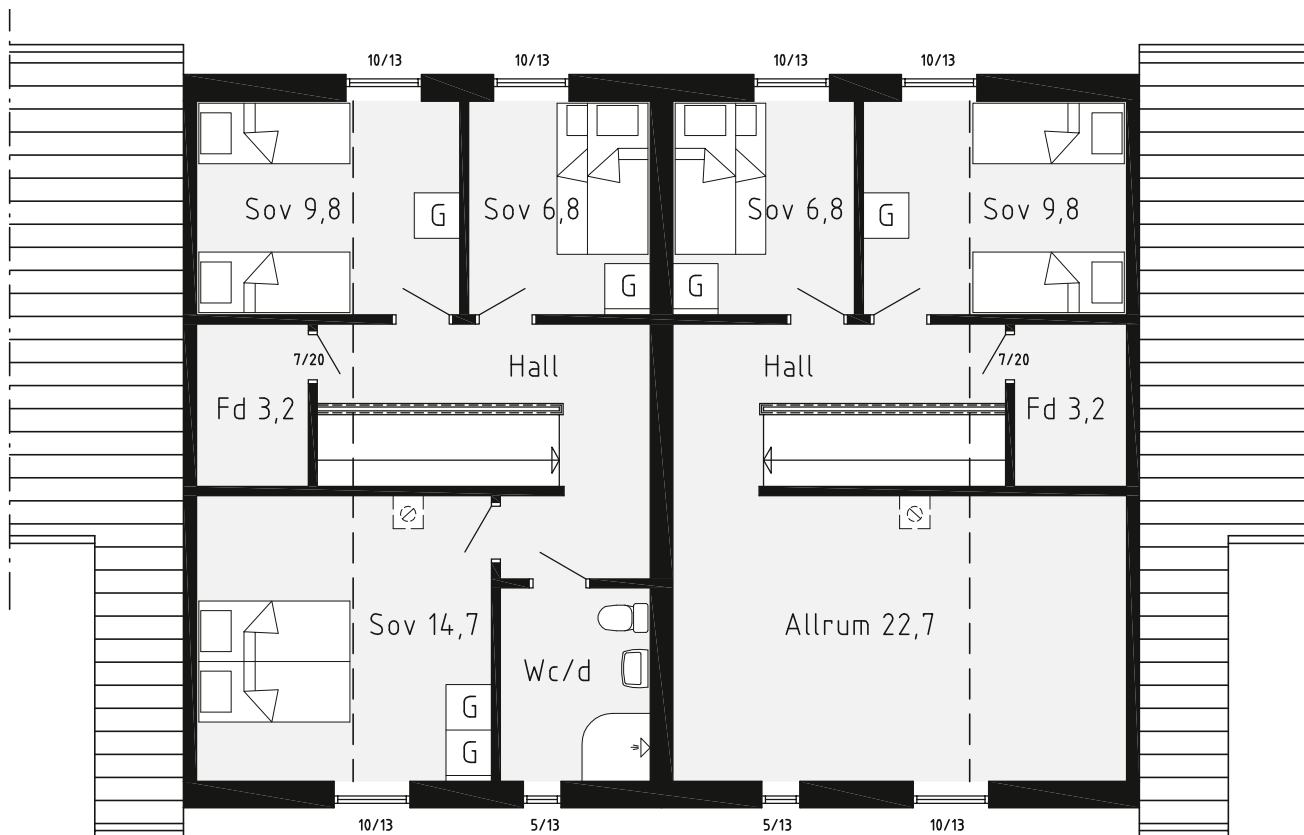 10/13 10/13 10/13 10/13
Sov 9,8 G Sov 6,8 Sov 6,8 G Sov 9,8
G G
7/20 Hall Hall 7/20
Fd 3,2 Fd 3,2
Sov 14,7 Allrum 22,7
Wc/d
G
G
10/13 5/13 5/13 10/13